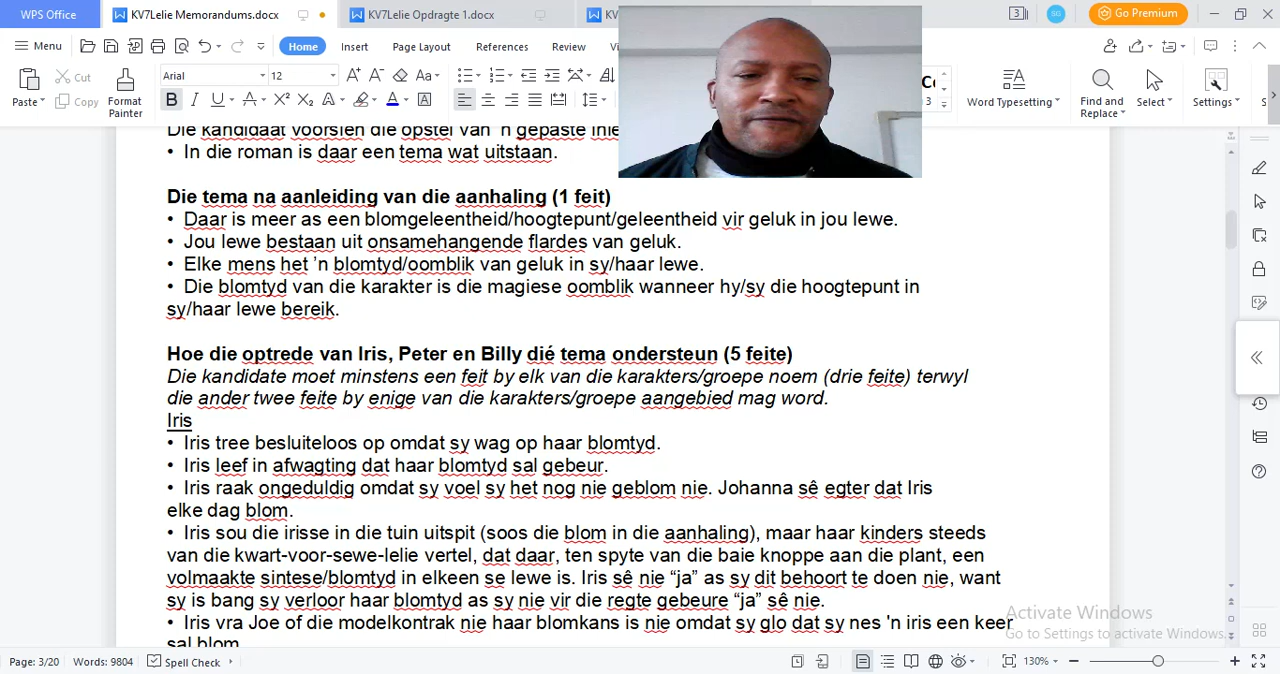 WPS Office
KV7Lelie Memorandums.docx
KV7Lelie Opdragte 1.docx
KV7
3
SG
Go Premium
Menu
Home
Insert
Page Layout
References
Review
Paste
Cut
Copy
Format
Painter
Arial
12
B I U
Word Typesetting
Find and
Replace
Select
Settings
Die kandidaat voorsien die opstel van 'n gepaste
• In die roman is daar een tema wat uitstaan.
Die tema na aanleiding van die aanhaling (1 feit)
• Daar is meer as een blomgeleentheid/hoogtepunt/geleentheid vir geluk in jou lewe.
• Jou lewe bestaan uit onsamehangende flardes van geluk.
• Elke mens het ’n blomtyd/oomblik van geluk in sy/haar lewe.
• Die blomtyd van die karakter is die magiese oomblik wanneer hy/sy die hoogtepunt in
sy/haar lewe bereik.
Hoe die optrede van Iris, Peter en Billy dié tema ondersteun (5 feite)
Die kandidate moet minstens een feit by elk van die karakters/groepe noem (drie feite) terwyl
die ander twee feite by enige van die karakters/groepe aangebied mag word.
Iris
• Iris tree besluiteloos op omdat sy wag op haar blomtyd.
• Iris leef in afwagting dat haar blomtyd sal gebeur.
• Iris raak ongeduldig omdat sy voel sy het nog nie geblom nie. Johanna sê egter dat Iris
elke dag blom.
• Iris sou die irisse in die tuin uitspit (soos die blom in die aanhaling), maar haar kinders steeds
van die kwart-voor-sewe-lelie vertel, dat daar, ten spyte van die baie knoppe aan die plant, een
volmaakte sintese/blomtyd in elkeen se lewe is. Iris sê nie “ja” as sy dit behoort te doen nie, want
sy is bang sy verloor haar blomtyd as sy nie vir die regte gebeure “ja” sê nie.
• Iris vra Joe of die modelkontrak nie haar blomkans is nie omdat sy glo dat sy nes 'n iris een keer
sal blom
Activate Windows
Go to Settings to activate Windows.
Page: 3/20
Words: 9804
Spell Check
130%